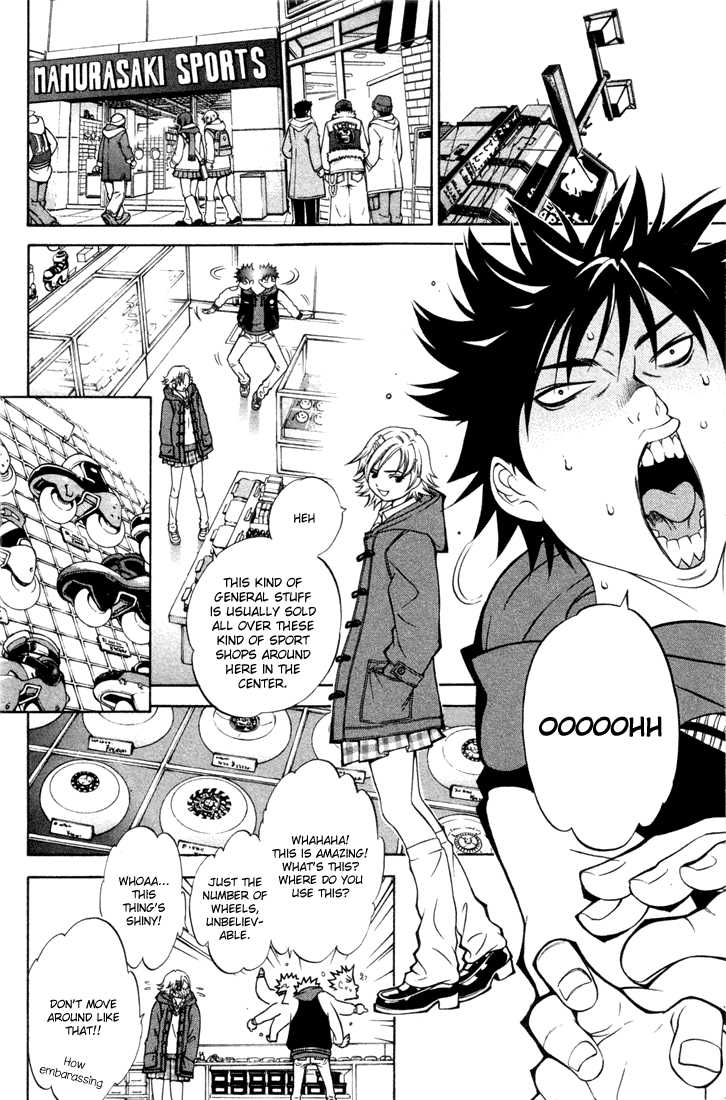 MAMURASAKI SPORTS
HEH
THIS KIND OF
GENERAL STUFF
IS USUALLY SOLD
ALL OVER THESE
KIND OF SPORT
SHOPS AROUND
HERE IN THE
CENTER.
OOOOOHH
WHAHAHA!
THIS IS AMAZING!
WHAT'S THIS?
WHERE DO YOU
USE THIS?
JUST THE
NUMBER OF
WHEELS,
UNBELIEV-
ABLE.
WHOAA...
THIS
THING'S
SHINY!
DON'T MOVE
AROUND LIKE
THAT!!
How
embarassing